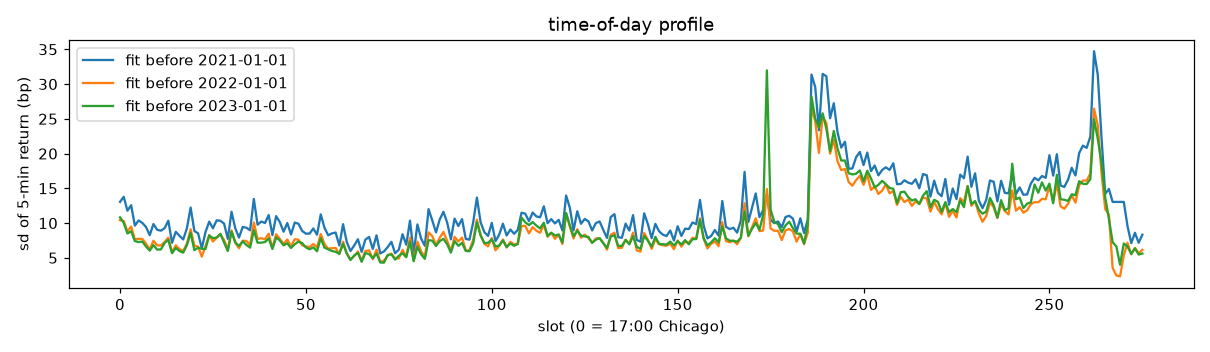 time-of-day profile
sd of 5-min return (bp)
35
30
25
20
15
10
5
fit before 2021-01-01
fit before 2022-01-01
fit before 2023-01-01
0
50
100
150
200
250
slot (0 = 17:00 Chicago)